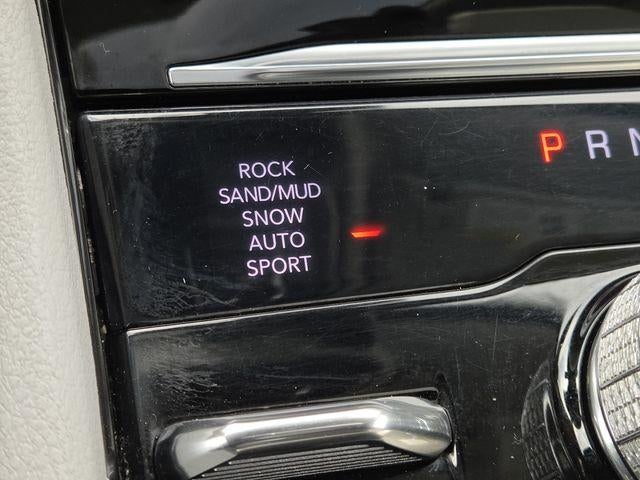 ROCK
SAND/MUD
SNOW
AUTO
SPORT
P R N